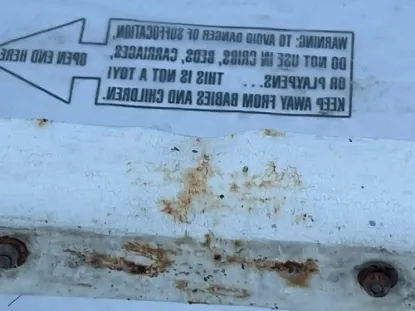 WARNING: TO AVOID DANGER OF SUFFOCATION,
DO NOT USE IN CRIBS, BEDS, CARRIAGES,
OR PLAYPENS .... THIS IS NOT A TOY!
KEEP AWAY FROM BABIES AND CHILDREN.
OPEN END HERE